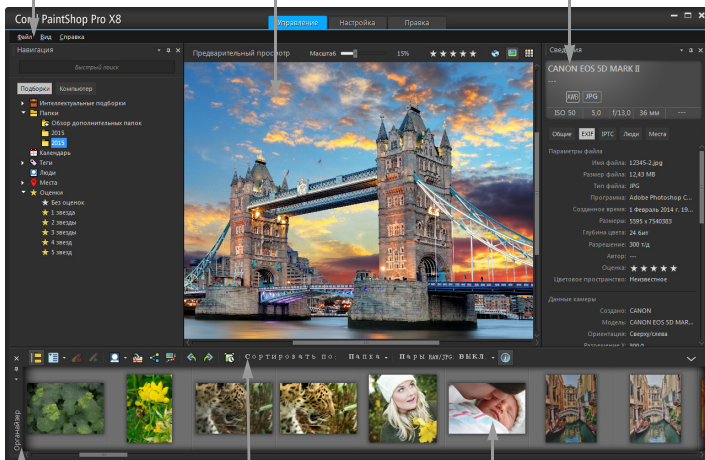 Corel PaintShop Pro X8
Управление Настройка Правка
Файл Вид Справка
Навигация
Быстрый поиск
Подборки Компьютер
Интеллектуальные подборки
Папки
Обзор дополнительных папок
2015
2015
Календарь
Теги
Люди
Места
Оценки
Без оценок
1 звезда
2 звезды
3 звезды
4 звезд
5 звезд
Предварительный просмотр Масштаб 15%
Сведения
CANON EOS 5D MARK II
---
AWB JPG
ISO 50 5,0 f/13,0 36 мм ---
Общие EXIF IPTC Люди Места
Параметры файла
Имя файла: 12345-2.jpg
Размер файла: 12,43 MB
Тип файла: JPG
Программа: Adobe Photoshop C...
Созданное время: 1 Февраль 2014 г. 19...
Размеры: 5595 x 7540383
Глубина цвета: 24 бит
Разрешение: 300 т/д
Автор: ---
Оценка:
Цветовое пространство: Неизвестное
Данные камеры
Создано: CANON
Модель: CANON EOS 5D MAR...
Ориентация: Сверху/слева
Разрешение X: 300,0
Сортировать по: Папка Пары RAW/JPG: ВЫКЛ.
Органайзер